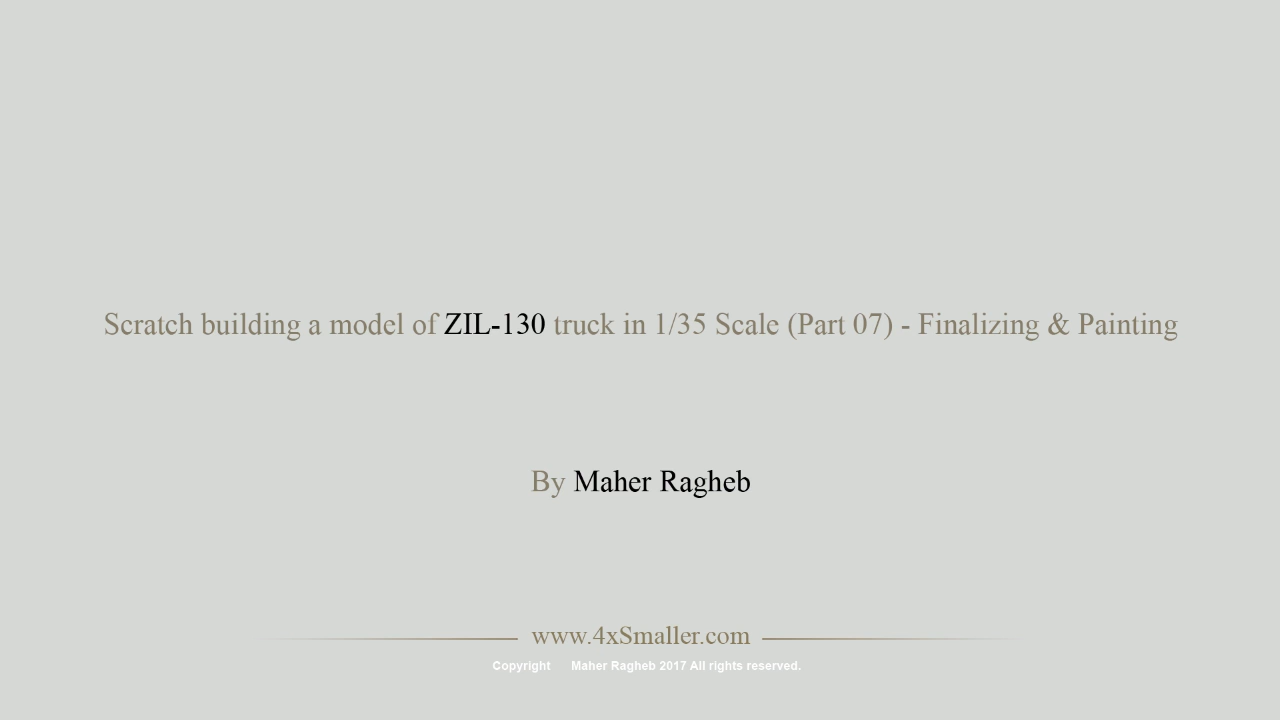 Scratch building a model of ZIL-130 truck in 1/35 Scale (Part 07) - Finalizing & Painting
By Maher Ragheb
www.4xSmaller.com
Copyright Maher Ragheb 2017 All rights reserved.